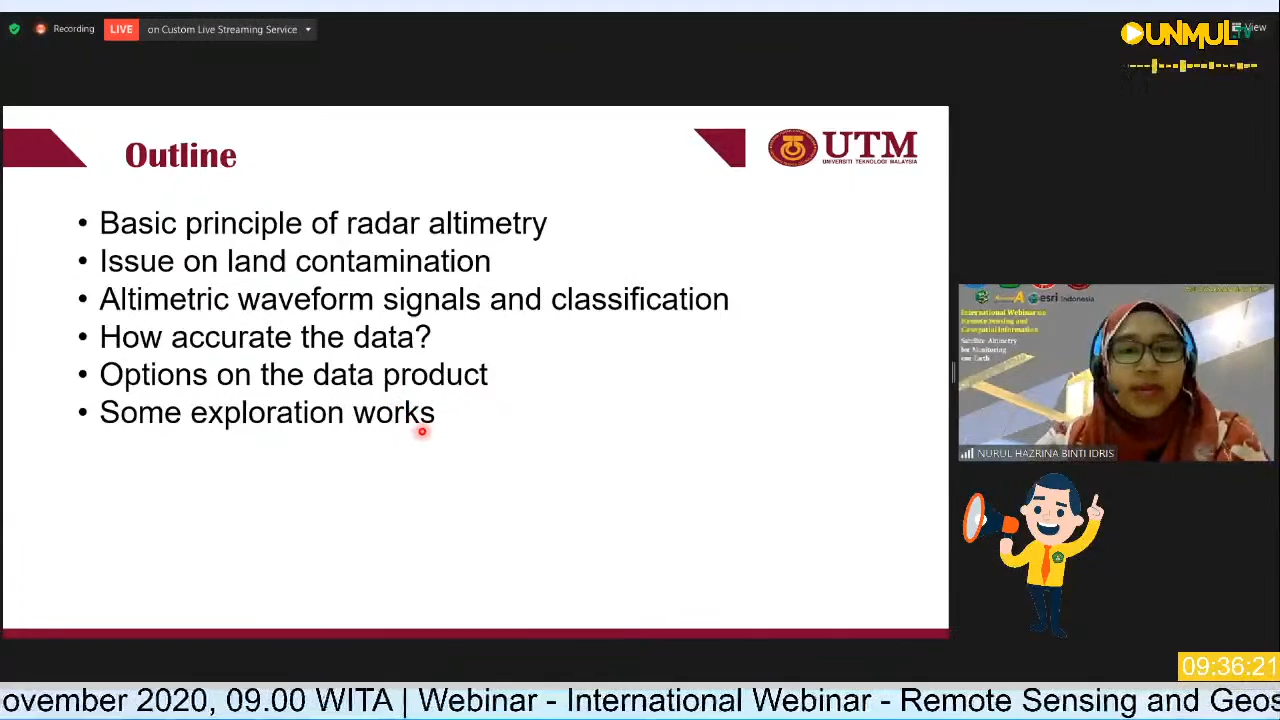 Recording
LIVE
on Custom Live Streaming Service
View
UNMUL
TV
Outline
UTM
UNIVERSITI TEKNOLOGI MALAYSIA
• Basic principle of radar altimetry
• Issue on land contamination
• Altimetric waveform signals and classification
• How accurate the data?
• Options on the data product
• Some exploration works
esri Indonesia
International Webinar on
Remote Sensing and
Geospatial Information
Satellite Altimetry
for Monitoring
our Earth
NURUL HAZRINA BINTI IDRIS
09:36:21
ovember 2020, 09.00 WITA | Webinar - International Webinar - Remote Sensing and Geos